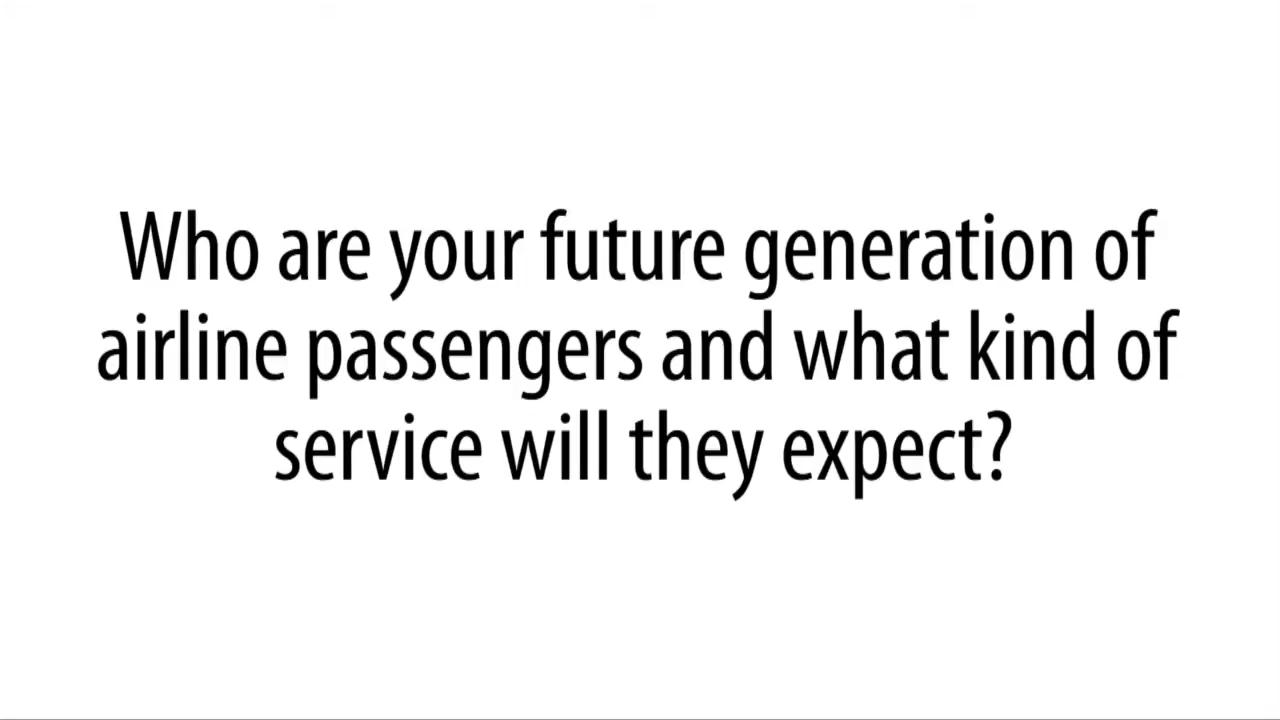 Who are your future generation of
airline passengers and what kind of
service will they expect?